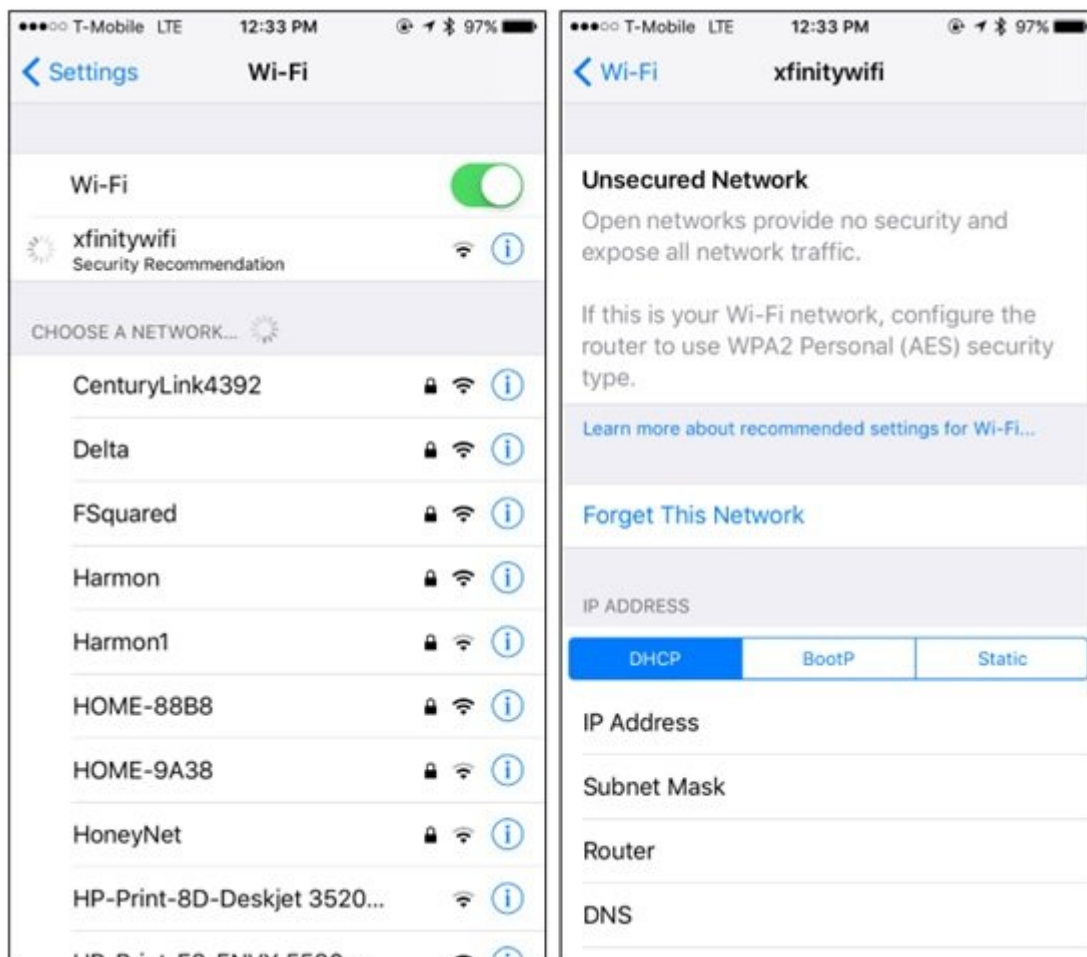 T-Mobile LTE 12:33 PM 97%
Settings Wi-Fi
Wi-Fi
xfinitywifi
Security Recommendation
CHOOSE A NETWORK...
CenturyLink4392
Delta
FSquared
Harmon
Harmon1
HOME-88B8
HOME-9A38
HoneyNet
HP-Print-8D-Deskjet 3520...
T-Mobile LTE 12:33 PM 97%
Wi-Fi xfinitywifi
Unsecured Network
Open networks provide no security and
expose all network traffic.
If this is your Wi-Fi network, configure the
router to use WPA2 Personal (AES) security
type.
Learn more about recommended settings for Wi-Fi...
Forget This Network
IP ADDRESS
DHCP BootP Static
IP Address
Subnet Mask
Router
DNS